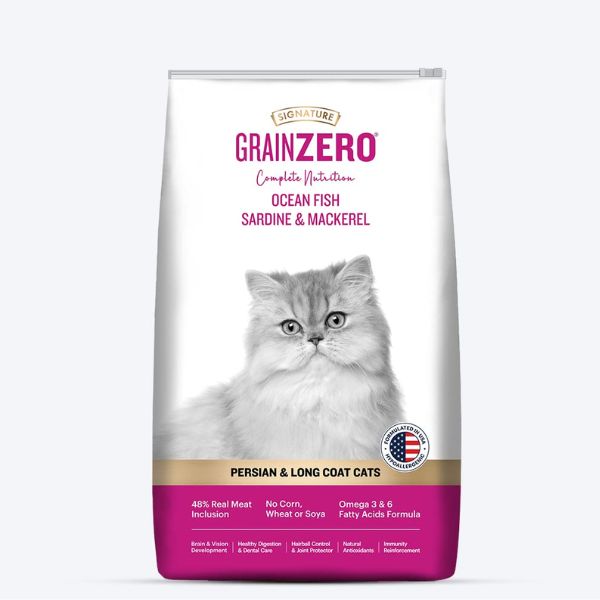 SIGNATURE
GRAINZERO®
Complete Nutrition
OCEAN FISH
SARDINE & MACKEREL
FORMULATED IN USA
HYPOALLERGENIC
PERSIAN & LONG COAT CATS
48% Real Meat
Inclusion
No Corn,
Wheat or Soya
Omega 3 & 6
Fatty Acids Formula
Brain & Vision
Development
Healthy Digestion
& Dental Care
Hairball Control
& Joint Protector
Natural
Antioxidants
Immunity
Reinforcement